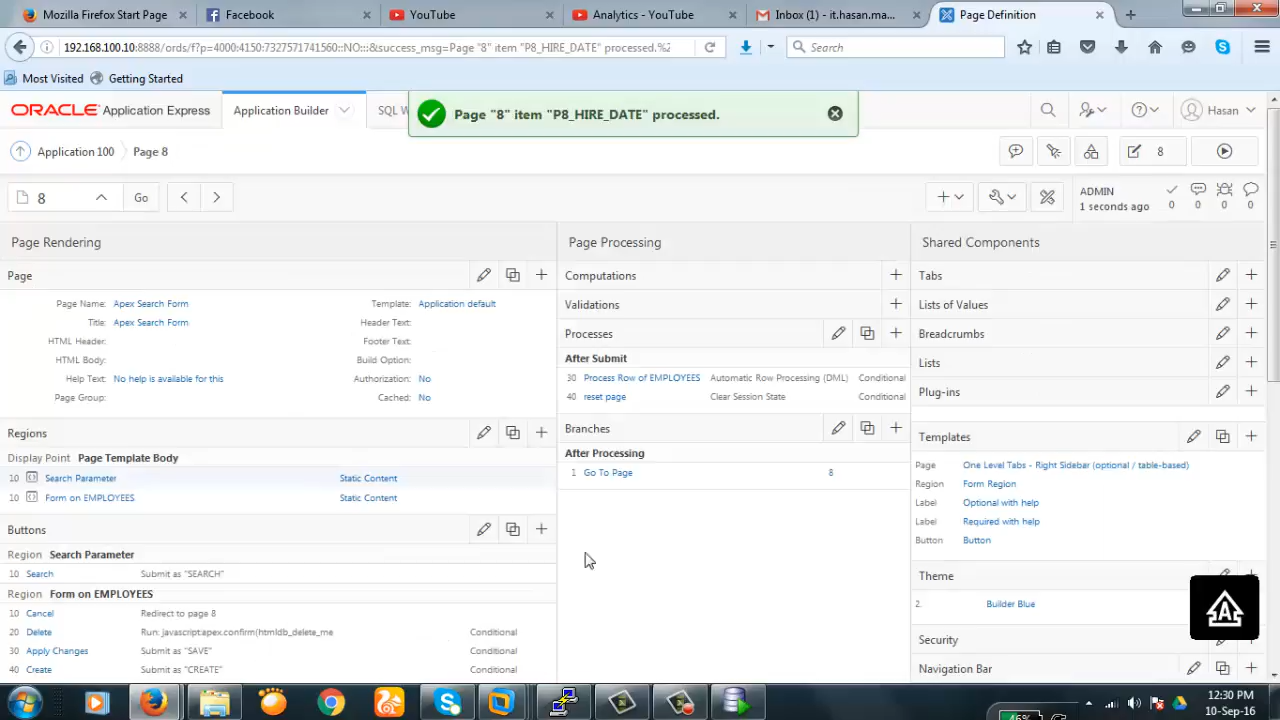 Mozilla Firefox Start Page
Facebook
YouTube
Analytics - YouTube
Inbox (1) - it.hasan.ma...
Page Definition
192.168.100.10:8888/ords/f?p=4000:4150:7327571741560::NO:::&success_msg=Page "8" item "P8_HIRE_DATE" processed.%2
Search
Most Visited
Getting Started
ORACLE Application Express
Application Builder
SQL W
Page "8" item "P8_HIRE_DATE" processed.
Hasan
Application 100
Page 8
8
8
Go
ADMIN
1 seconds ago
0 0 0 0
Page Rendering
Page Processing
Shared Components
Page
Computations
Tabs
Page Name: Apex Search Form
Template: Application default
Validations
Lists of Values
Title: Apex Search Form
Header Text:
HTML Header:
Footer Text:
Processes
Breadcrumbs
HTML Body:
Build Option:
After Submit
Lists
Help Text: No help is available for this
Authorization: No
30 Process Row of EMPLOYEES Automatic Row Processing (DML) Conditional
Page Group:
Cached: No
40 reset page Clear Session State Conditional
Plug-ins
Regions
Branches
Templates
Display Point Page Template Body
After Processing
Page One Level Tabs - Right Sidebar (optional / table-based)
10 Search Parameter Static Content
1 Go To Page 8
Region Form Region
10 Form on EMPLOYEES Static Content
Label Optional with help
Label Required with help
Buttons
Button Button
Region Search Parameter
10 Search Submit as "SEARCH"
Theme
Region Form on EMPLOYEES
2. Builder Blue
10 Cancel Redirect to page 8
20 Delete Run: javascript:apex.confirm(htmldb_delete_me Conditional
Security
30 Apply Changes Submit as "SAVE" Conditional
40 Create Submit as "CREATE" Conditional
Navigation Bar
A
12:30 PM
10-Sep-16
46%